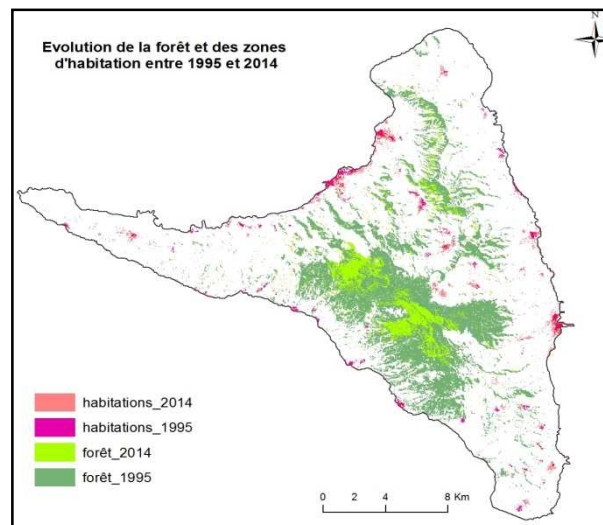 Evolution de la forêt et des zones
d'habitation entre 1995 et 2014
N
habitations_2014
habitations_1995
forêt_2014
forêt_1995
0 2 4 8 Km